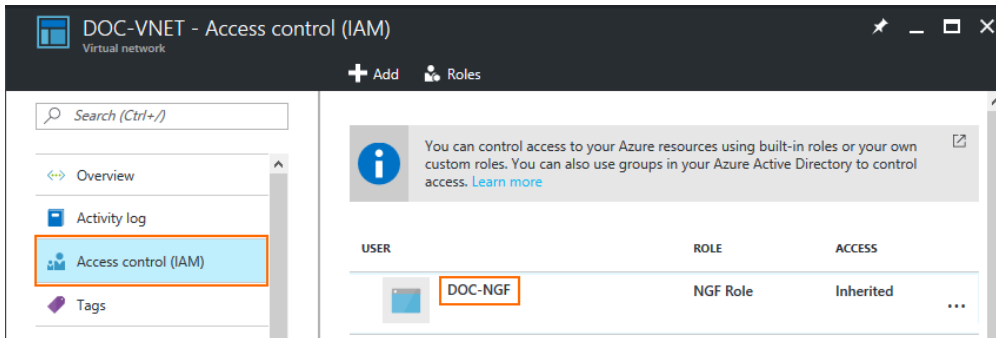 DOC-VNET - Access control (IAM)
Virtual network
Add
Roles
Search (Ctrl+/)
Overview
Activity log
Access control (IAM)
Tags
You can control access to your Azure resources using built-in roles or your own
custom roles. You can also use groups in your Azure Active Directory to control
access. Learn more
USER ROLE ACCESS
DOC-NGF NGF Role Inherited ...